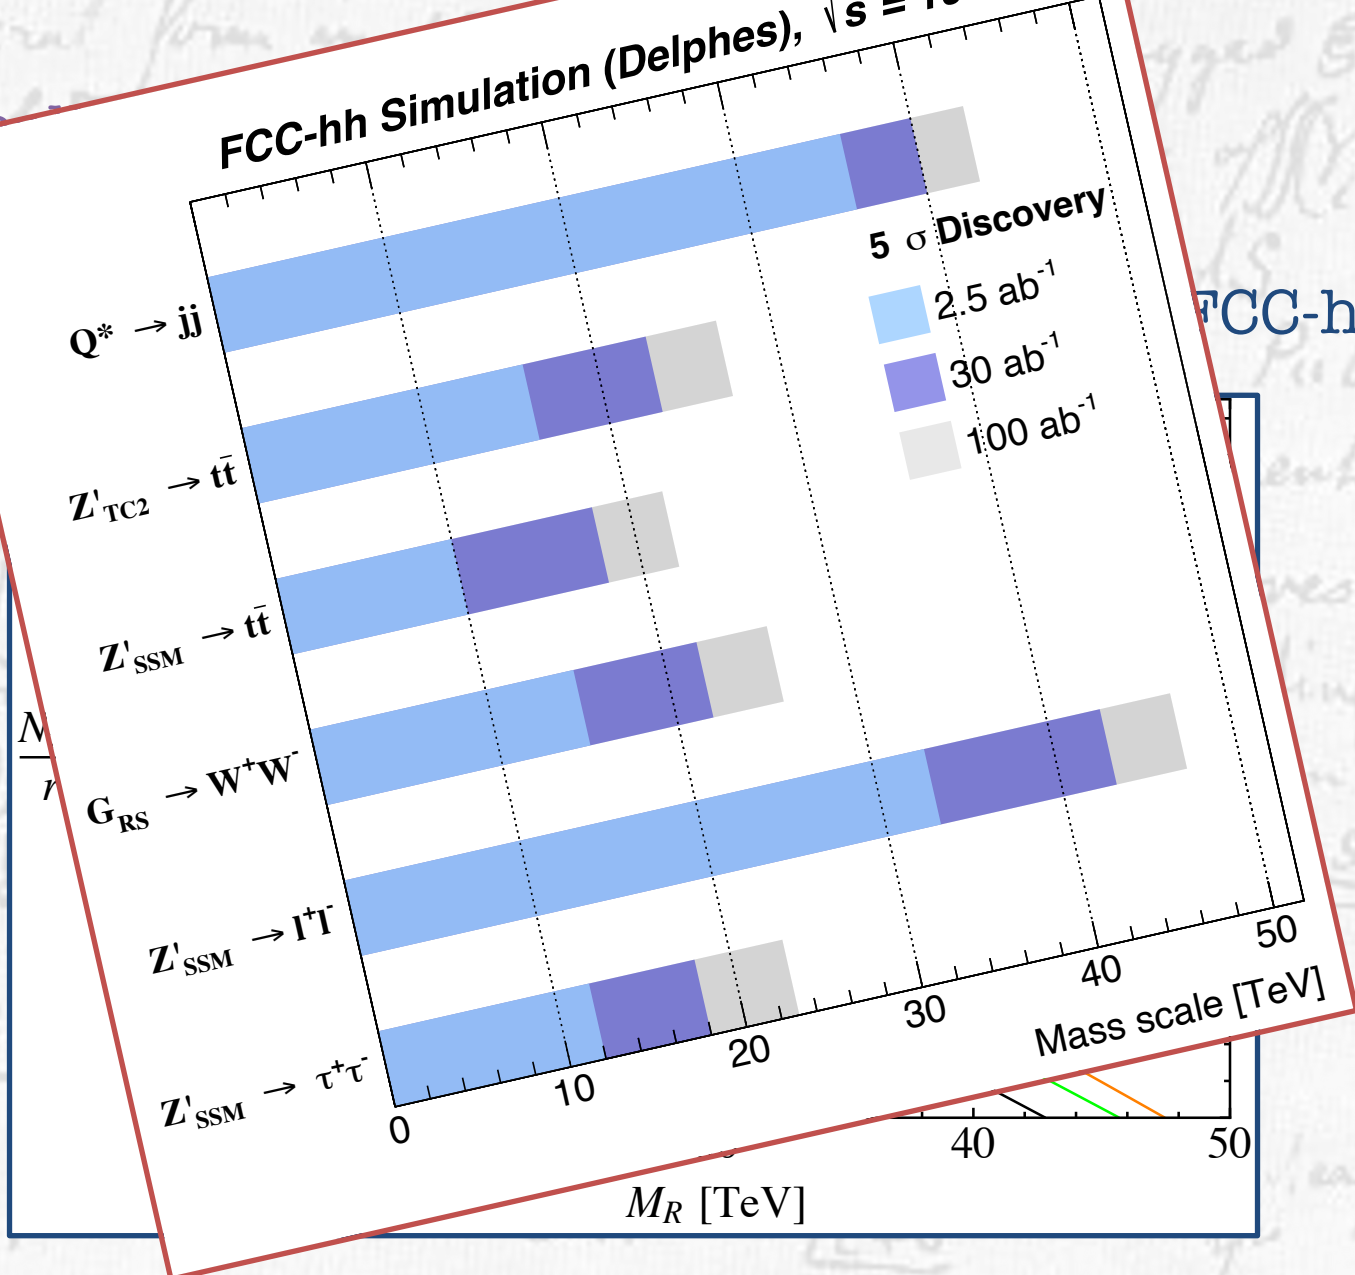 FCC-hh Simulation (Delphes), √s =
Q* → jj
Z'TC2 → tt̄
Z'SSM → tt̄
GRS → W⁺W⁻
Z'SSM → l⁺l⁻
Z'SSM → τ⁺τ⁻
5 σ Discovery
2.5 ab⁻¹
30 ab⁻¹
100 ab⁻¹
0 10 20 30 40 50
Mass scale [TeV]
FCC-h
N
40 50
M_R [TeV]